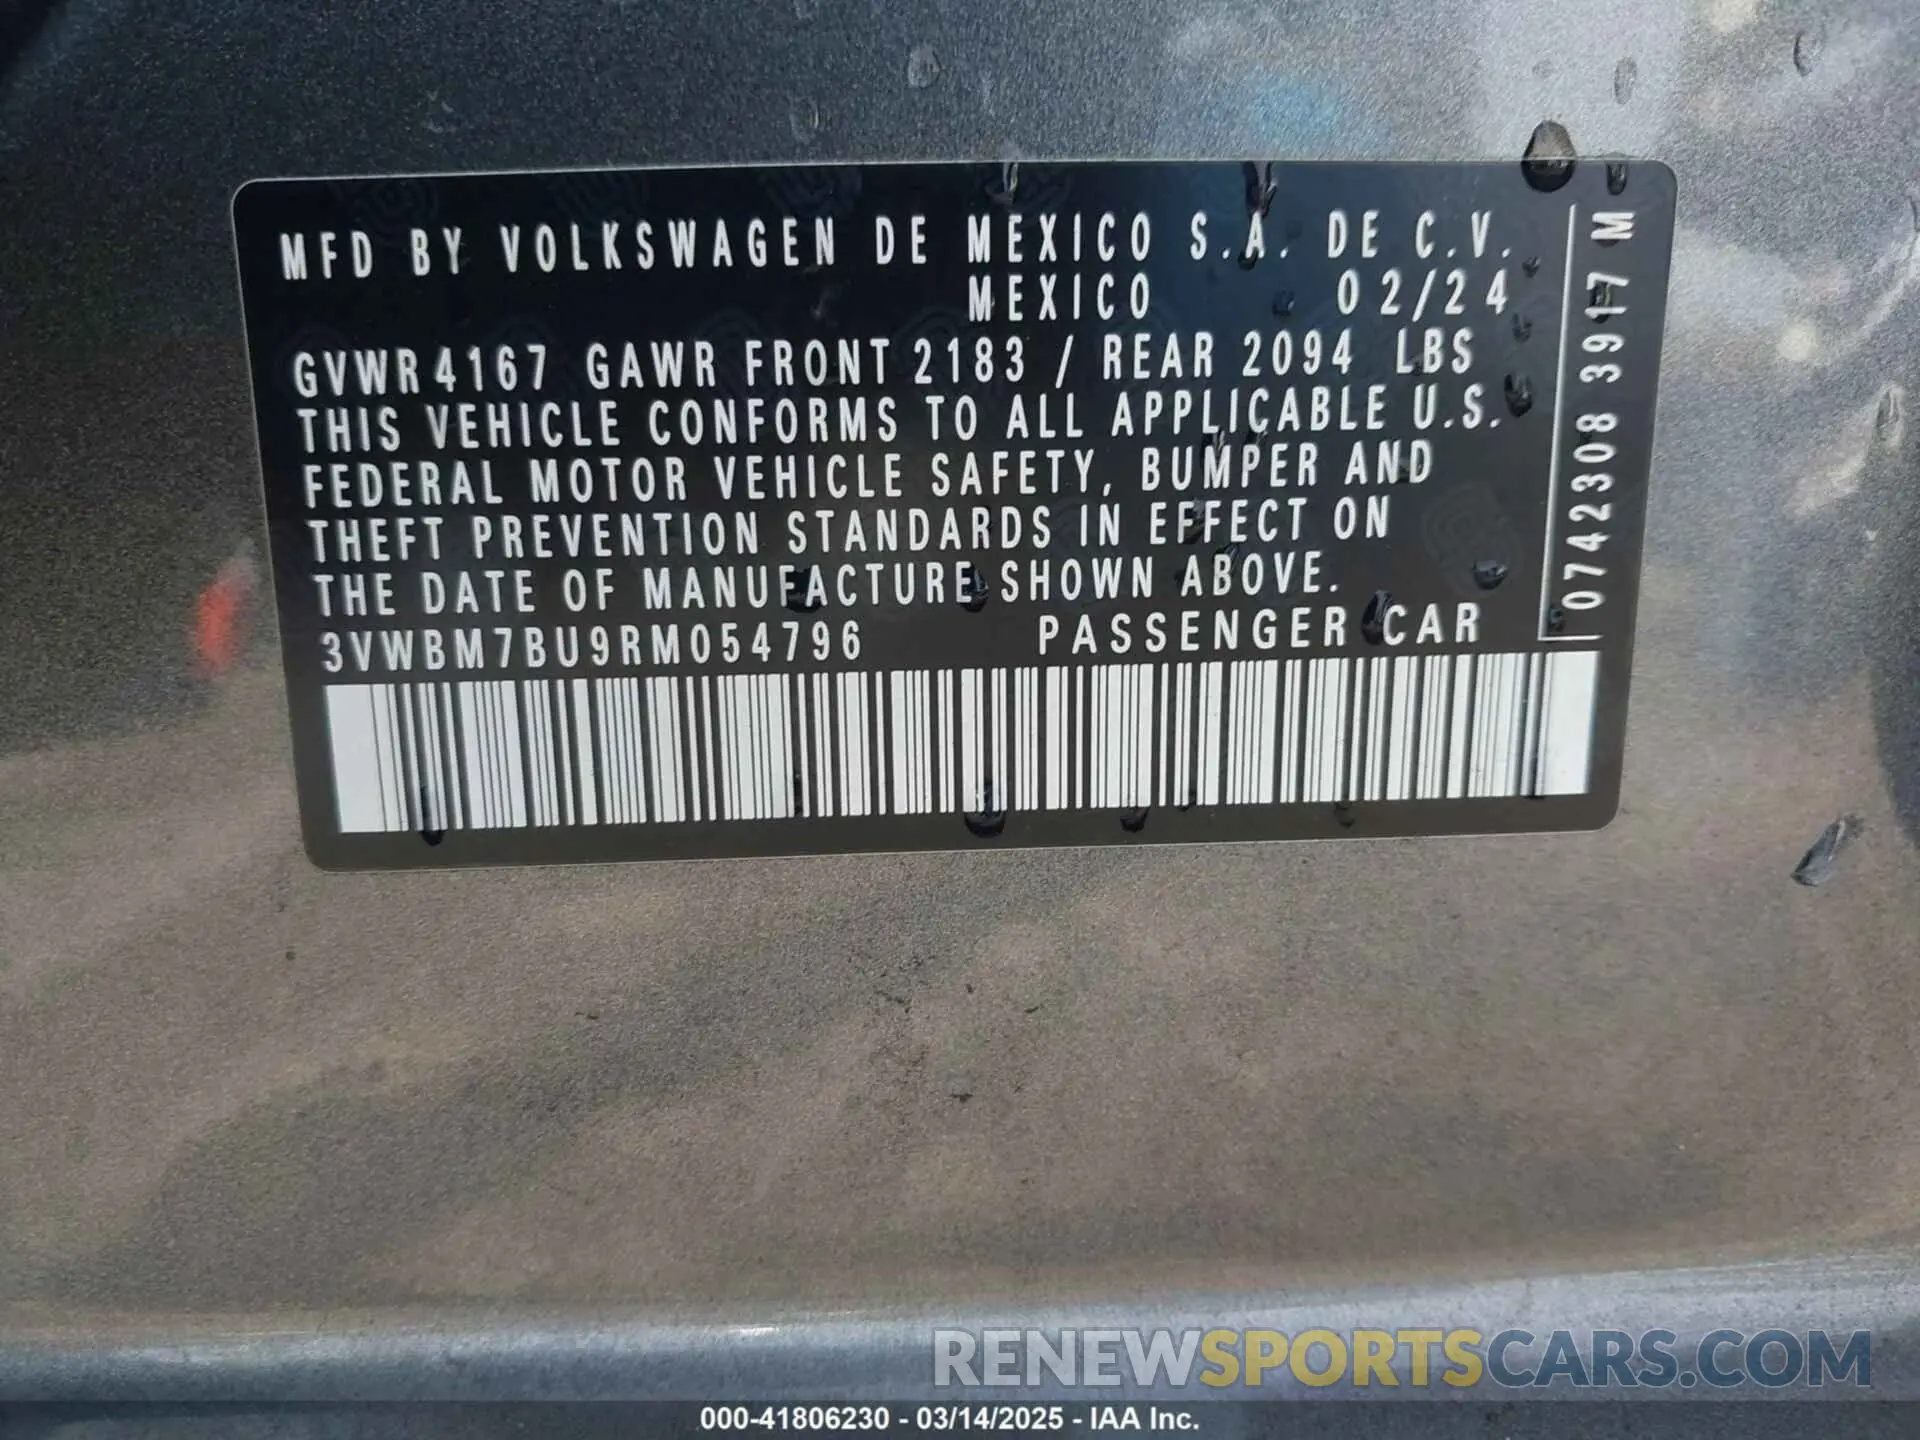 MFD BY VOLKSWAGEN DE MEXICO S.A. DE C.V.
MEXICO 02/24
GVWR 4167 GAWR FRONT 2183 / REAR 2094 LBS
THIS VEHICLE CONFORMS TO ALL APPLICABLE U.S.
FEDERAL MOTOR VEHICLE SAFETY, BUMPER AND
THEFT PREVENTION STANDARDS IN EFFECT ON
THE DATE OF MANUFACTURE SHOWN ABOVE.
3VWBM7BU9RM054796 PASSENGER CAR
0742308 3917 M
RENEWSPORTSCARS.COM
000-41806230 - 03/14/2025 - IAA Inc.